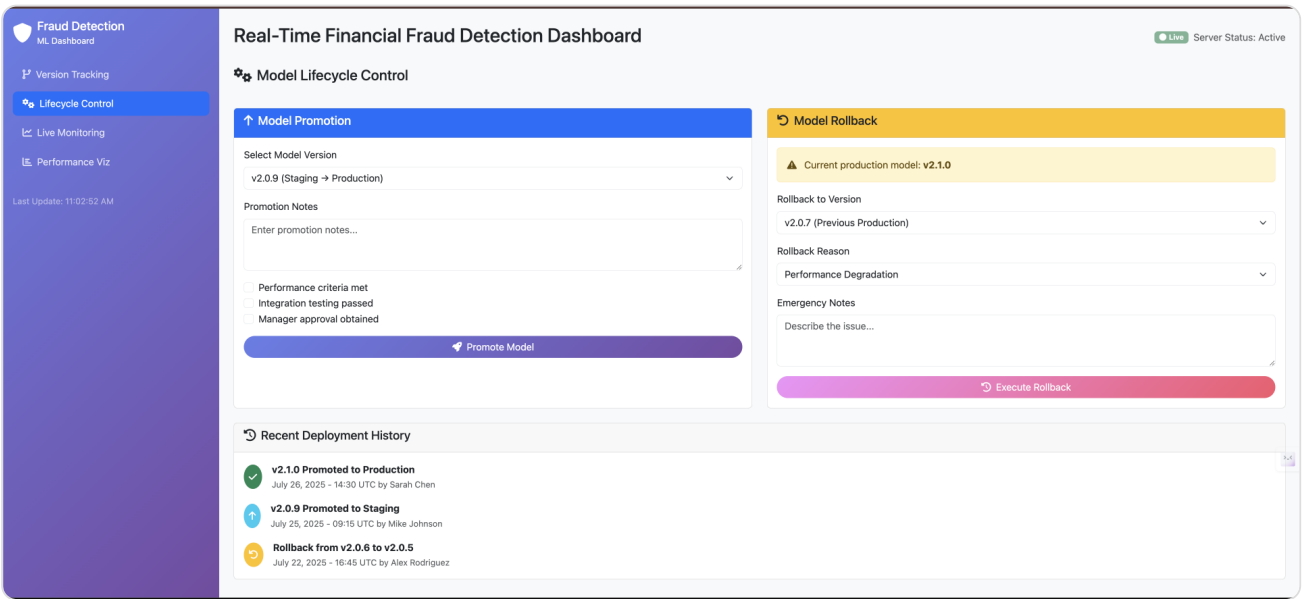 Fraud Detection
ML Dashboard
Version Tracking
Lifecycle Control
Live Monitoring
Performance Viz
Last Update: 11:02:52 AM
Real-Time Financial Fraud Detection Dashboard
Live Server Status: Active
Model Lifecycle Control
Model Promotion
Select Model Version
v2.0.9 (Staging → Production)
Promotion Notes
Enter promotion notes...
Performance criteria met
Integration testing passed
Manager approval obtained
Promote Model
Model Rollback
Current production model: v2.1.0
Rollback to Version
v2.0.7 (Previous Production)
Rollback Reason
Performance Degradation
Emergency Notes
Describe the issue...
Execute Rollback
Recent Deployment History
v2.1.0 Promoted to Production
July 26, 2025 - 14:30 UTC by Sarah Chen
v2.0.9 Promoted to Staging
July 25, 2025 - 09:15 UTC by Mike Johnson
Rollback from v2.0.6 to v2.0.5
July 22, 2025 - 16:45 UTC by Alex Rodriguez